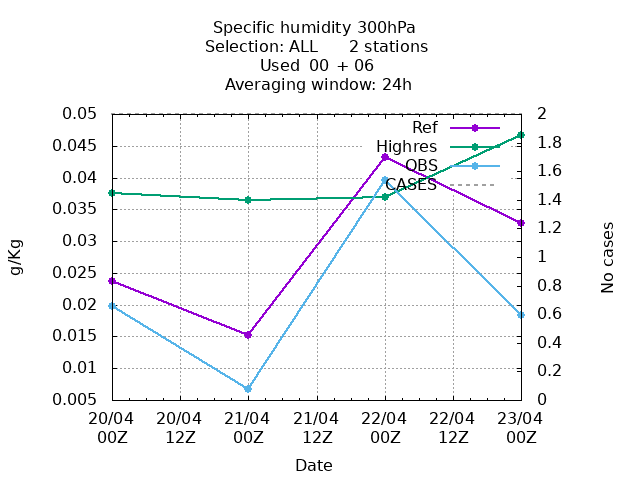 Specific humidity 300hPa
Selection: ALL      2 stations
Used  00 + 06
Averaging window: 24h
0.05
0.045
0.04
0.035
0.03
0.025
0.02
0.015
0.01
0.005
2
1.8
1.6
1.4
1.2
1
0.8
0.6
0.4
0.2
0
Ref
Highres
OBS
CASES
g/Kg
No cases
20/04 20/04 21/04 21/04 22/04 22/04 23/04
00Z 12Z 00Z 12Z 00Z 12Z 00Z
Date